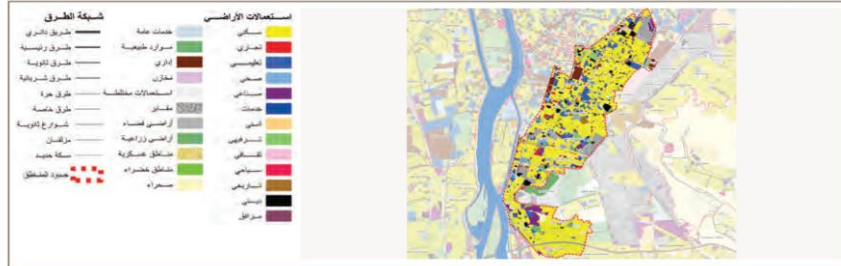 استعمالات الأراضي
سكني
تجاري
تعليمي
صحي
صناعي
خدمات
أمني
ترفيهي
ثقافي
سياحي
تاريخي
ديني
مرافق
خدمات عامة
موارد طبيعية
إداري
مخازن
استعمالات مختلطة
مقابر
أراضي فضاء
أراضي زراعية
مناطق عسكرية
مناطق خضراء
صحراء
شبكة الطرق
طريق دائري
طرق رئيسية
طرق ثانوية
طرق شريانية
طرق حرة
طرق خاصة
شوارع ثانوية
مزلقان
سكة حديد
حدود المناطق